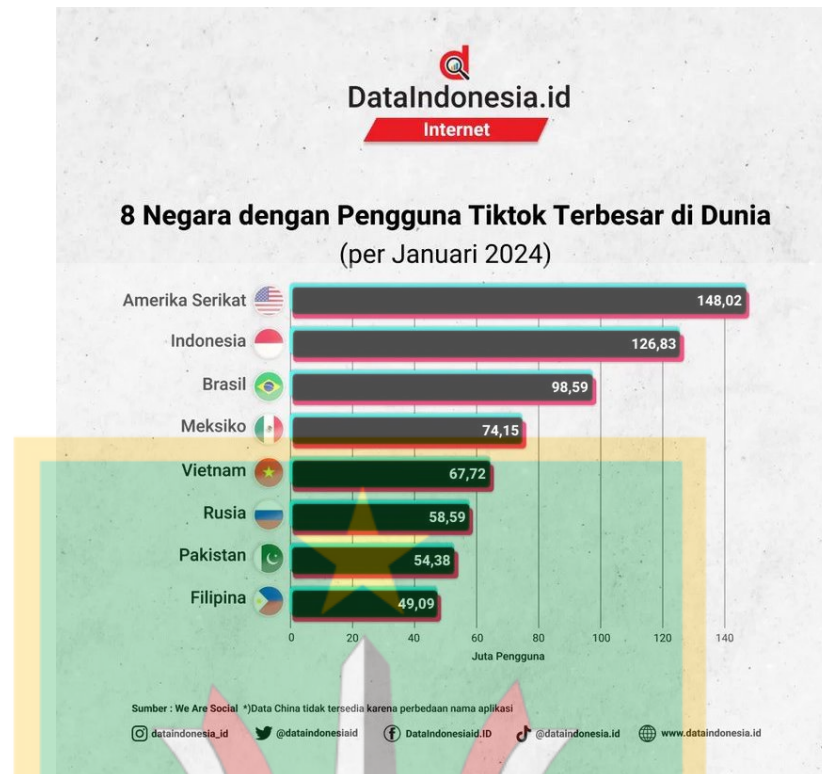 DataIndonesia.id
Internet
8 Negara dengan Pengguna Tiktok Terbesar di Dunia
(per Januari 2024)
Amerika Serikat 148,02
Indonesia 126,83
Brasil 98,59
Meksiko 74,15
Vietnam 67,72
Rusia 58,59
Pakistan 54,38
Filipina 49,09
0 20 40 60 80 100 120 140
Juta Pengguna
Sumber : We Are Social *)Data China tidak tersedia karena perbedaan nama aplikasi
dataindonesia_id @dataindonesiaid DataIndonesiaid.ID @dataindonesia.id www.dataindonesia.id